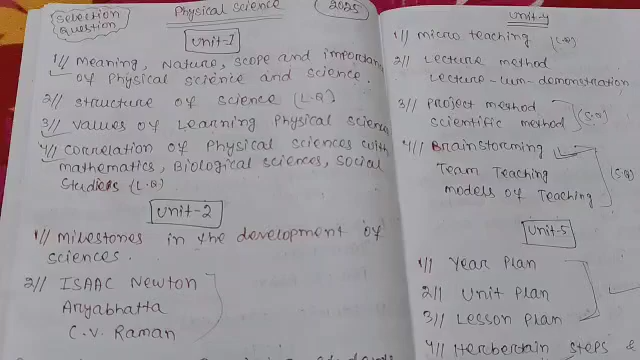 Selection Question
Physical Science
2025
Unit-1
1// Meaning, Nature, Scope and importance
of Physical science and science.
2// Structure of Science (L.Q)
3// Values of Learning Physical Science
4// Correlation of Physical Sciences with
mathematics, Biological sciences, Social
Studies (L.Q)
Unit-2
1// Milestones in the development of
sciences.
2// ISAAC Newton
Aryabhatta
C.V. Raman
Unit-4
1// micro teaching (S.Q)
2// Lecture method
Lecture-cum-demonstration
3// Project method
Scientific method (S.Q)
4// Brainstorming
Team Teaching
models of Teaching (S.Q)
Unit-5
1// Year Plan
2// Unit Plan
3// Lesson Plan
4// Herbertain steps &